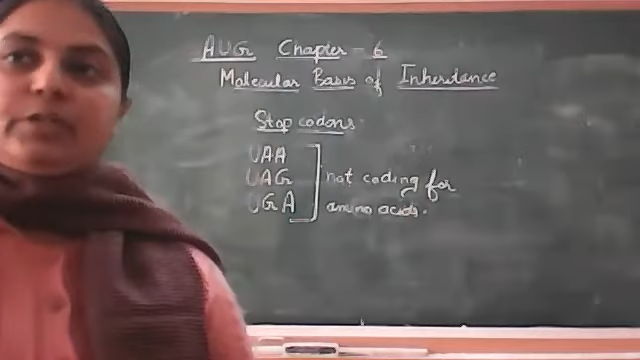 AUG Chapter - 6
Molecular Basis of Inheritance
Stop codons
UAA
UAG
UGA
not coding for
amino acids.